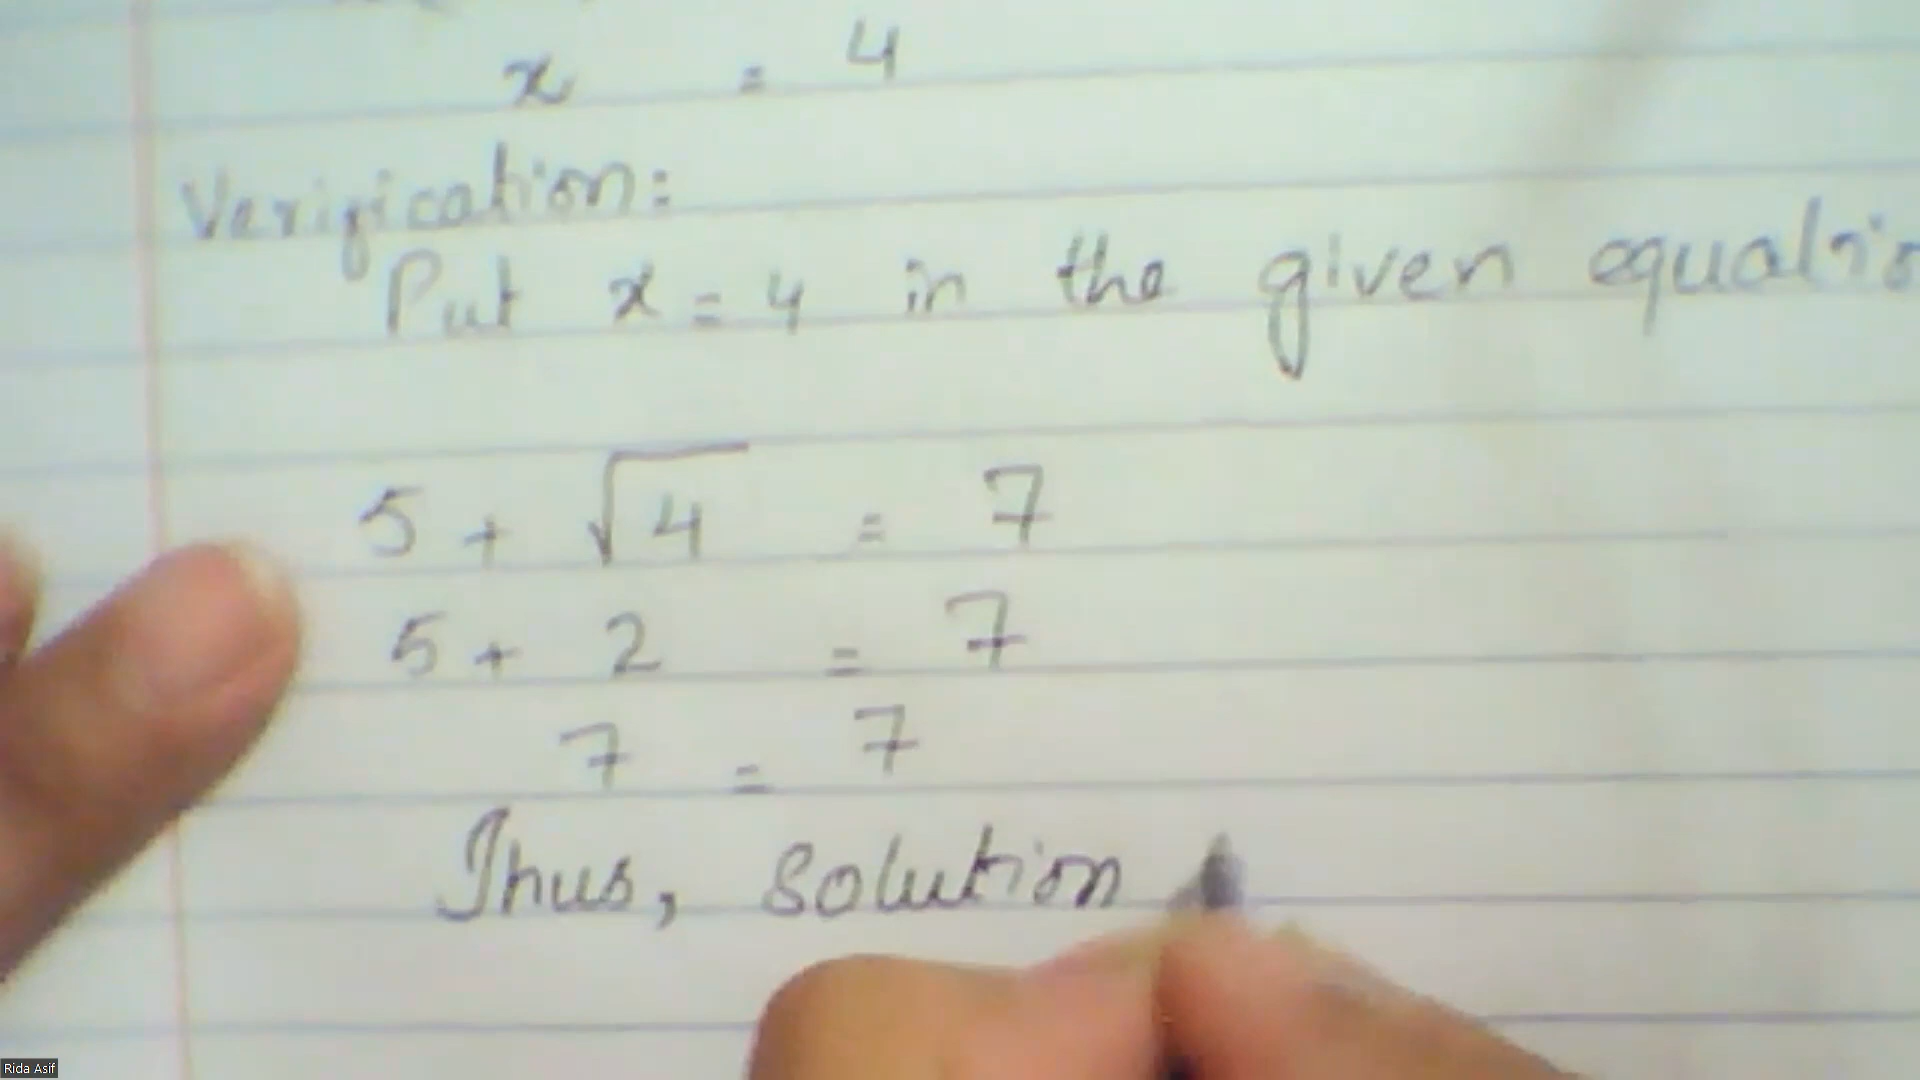 x = 4
Verification:
Put x = 4 in the given equatio
5 + √4 = 7
5 + 2 = 7
7 = 7
Thus, solution
Rida Asif